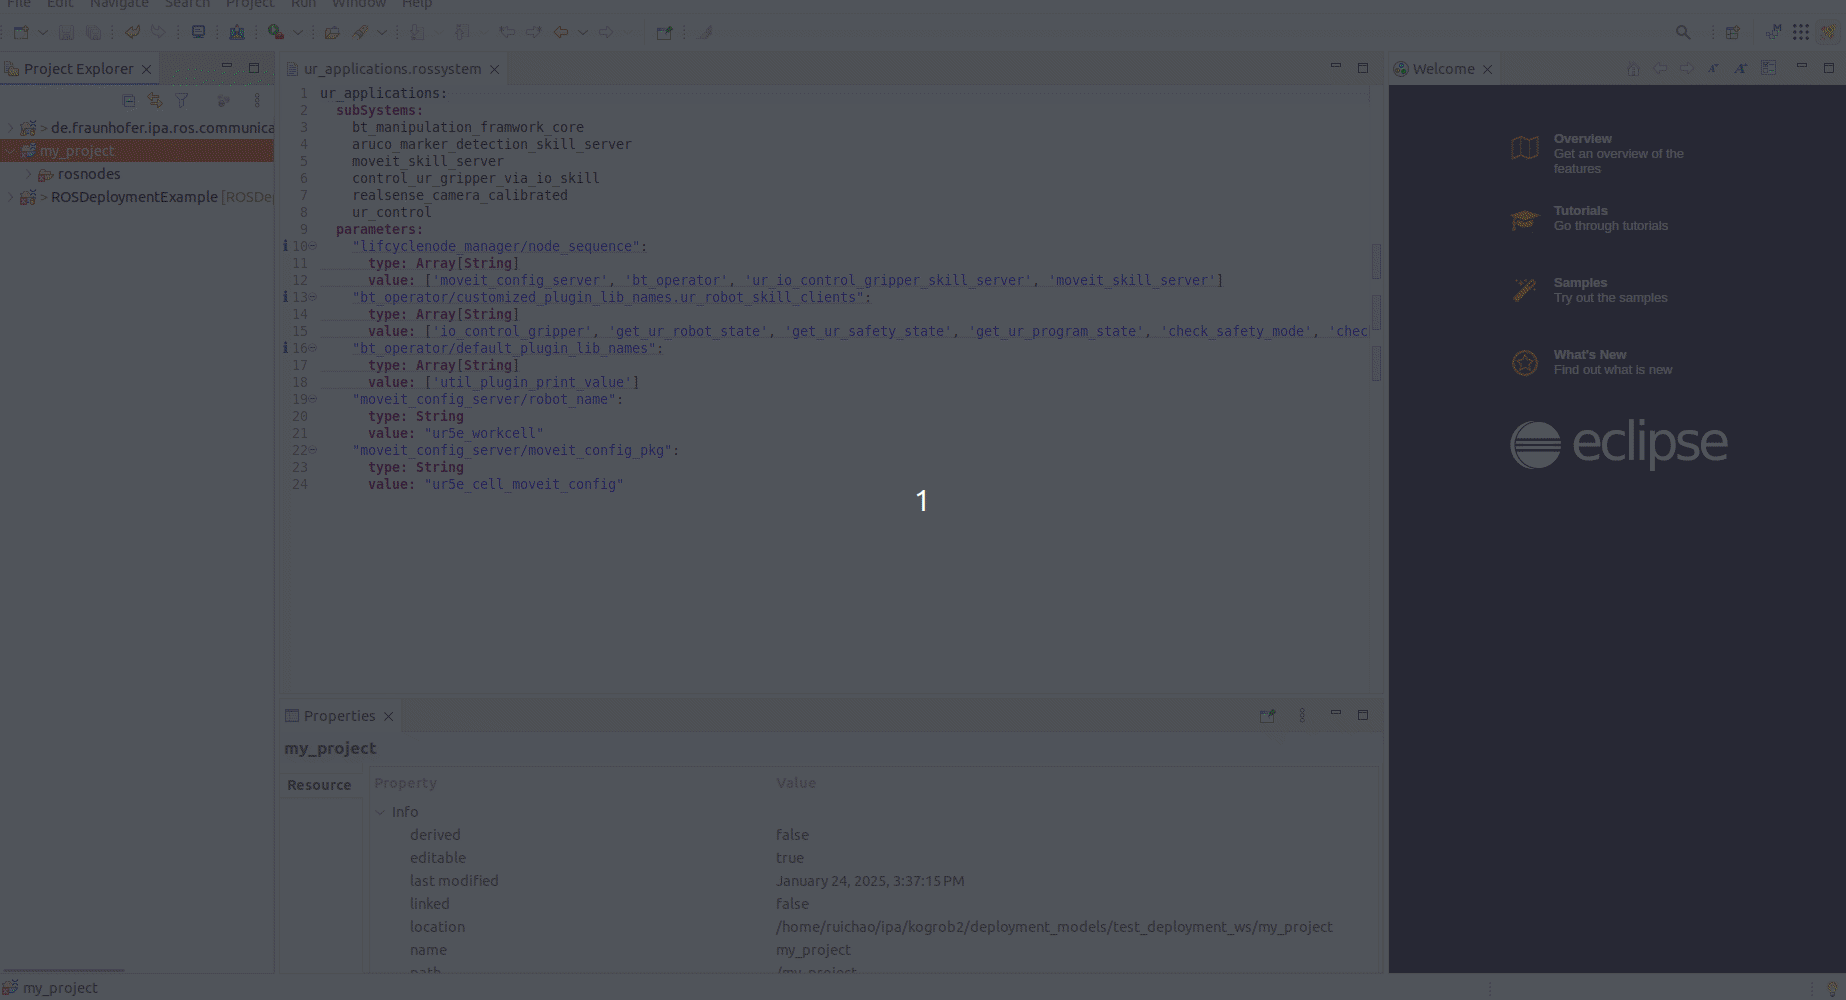 File Edit Navigate Search Project Run Window Help
Project Explorer
> de.fraunhofer.ipa.ros.communica
my_project
rosnodes
ROSDeploymentExample [ROSDe
ur_applications.rossystem
1 ur_applications:
2 subSystems:
3 bt_manipulation_framwork_core
4 aruco_marker_detection_skill_server
5 moveit_skill_server
6 control_ur_gripper_via_io_skill
7 realsense_camera_calibrated
8 ur_control
9 parameters:
10 "lifcyclenode_manager/node_sequence":
11 type: Array[String]
12 value: ['moveit_config_server', 'bt_operator', 'ur_io_control_gripper_skill_server', 'moveit_skill_server']
13 "bt_operator/customized_plugin_lib_names.ur_robot_skill_clients":
14 type: Array[String]
15 value: ['io_control_gripper', 'get_ur_robot_state', 'get_ur_safety_state', 'get_ur_program_state', 'check_safety_mode', 'chec
16 "bt_operator/default_plugin_lib_names":
17 type: Array[String]
18 value: ['util_plugin_print_value']
19 "moveit_config_server/robot_name":
20 type: String
21 value: "ur5e_workcell"
22 "moveit_config_server/moveit_config_pkg":
23 type: String
24 value: "ur5e_cell_moveit_config"
1
Properties
my_project
Resource
Property Value
Info
derived false
editable true
last modified January 24, 2025, 3:37:15 PM
linked false
location /home/ruichao/ipa/kogrob2/deployment_models/test_deployment_ws/my_project
name my_project
path /my_project
Welcome
Overview
Get an overview of the
features
Tutorials
Go through tutorials
Samples
Try out the samples
What's New
Find out what is new
eclipse
my_project